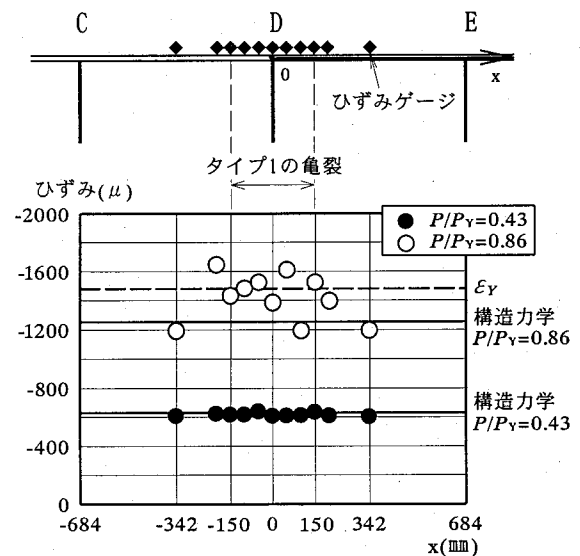 C D E
0 x
ひずみゲージ
タイプ1の亀裂
ひずみ(μ)
-2000
-1600
-1200
-800
-400
0
P/PY=0.43
P/PY=0.86
εY
構造力学
P/PY=0.86
構造力学
P/PY=0.43
-684 -342 -150 0 150 342 684
x(㎜)